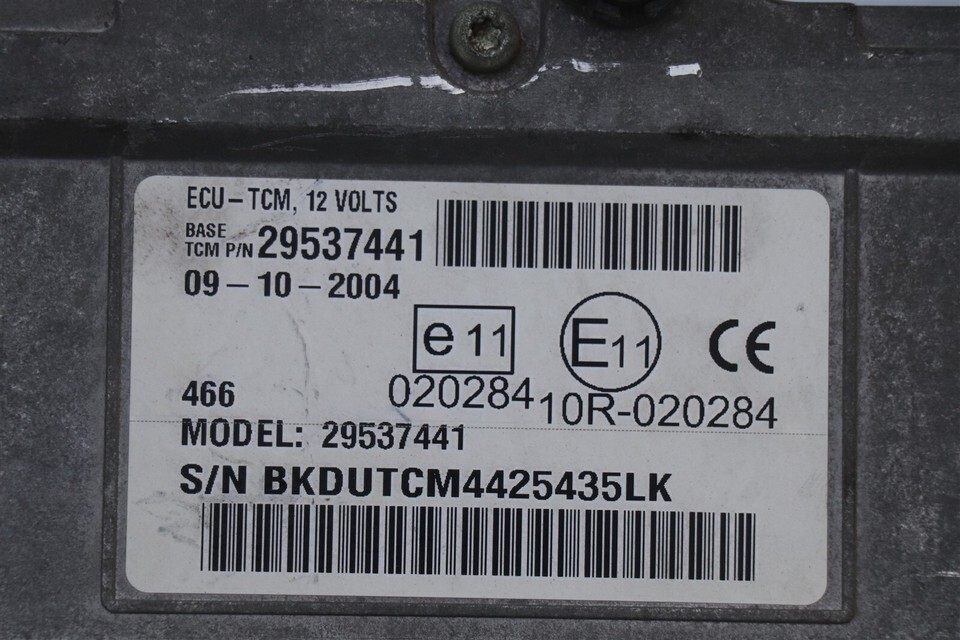 ECU-TCM, 12 VOLTS
BASE
TCM P/N 29537441
09-10-2004
e 11
E11
CE
020284
10R-020284
466
MODEL: 29537441
S/N BKDUTCM4425435LK